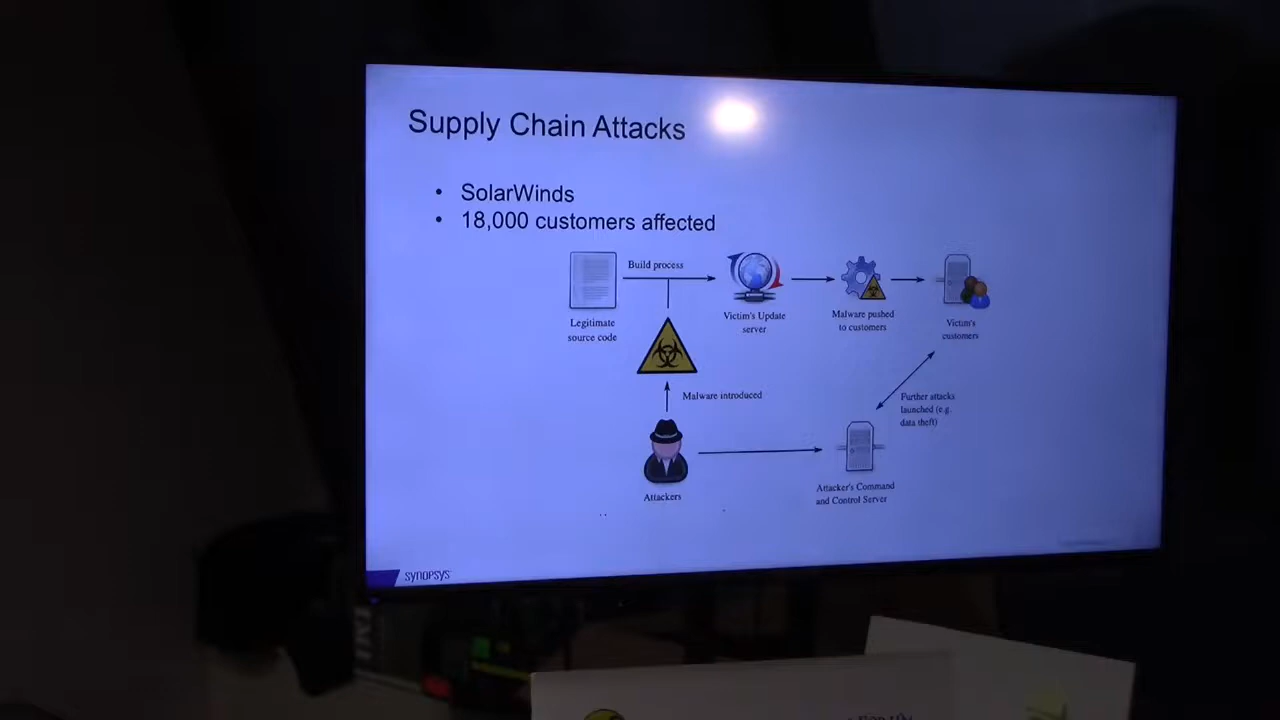 Supply Chain Attacks
• SolarWinds
• 18,000 customers affected
Build process
Legitimate
source code
Victim's Update
server
Malware pushed
to customers
Victim's
customers
Malware introduced
Further attacks
launched (e.g.
data theft)
Attackers
Attacker's Command
and Control Server
SYNOPSYS